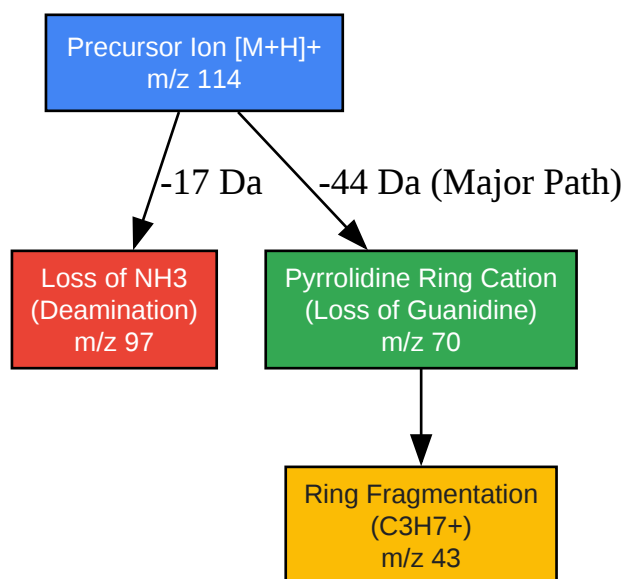 Precursor Ion [M+H]+
m/z 114
-17 Da
-44 Da (Major Path)
Loss of NH3
(Deamination)
m/z 97
Pyrrolidine Ring Cation
(Loss of Guanidine)
m/z 70
Ring Fragmentation
(C3H7+)
m/z 43